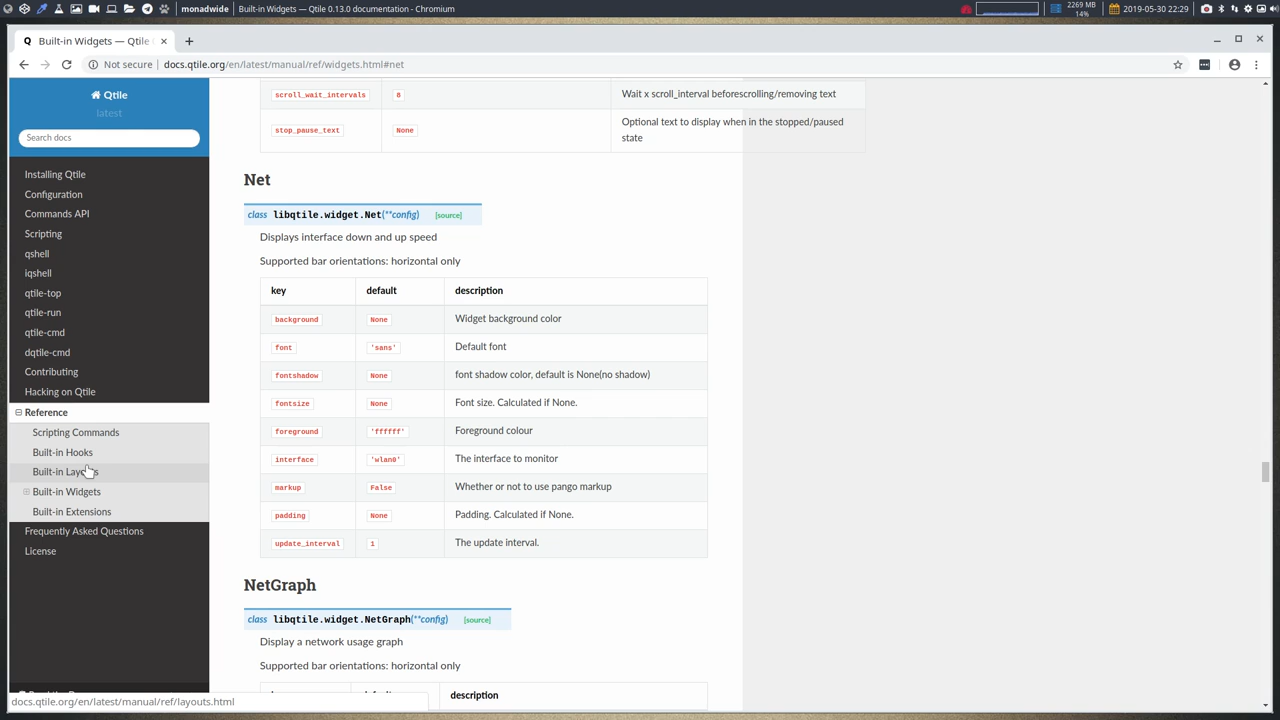 monadwide
Built-in Widgets — Qtile 0.13.0 documentation - Chromium
2269 MB
14%
2019-05-30 22:29
Q Built-in Widgets — Qtile
Not secure | docs.qtile.org/en/latest/manual/ref/widgets.html#net
Qtile
latest
Search docs
Installing Qtile
Configuration
Commands API
Scripting
qshell
iqshell
qtile-top
qtile-run
qtile-cmd
dqtile-cmd
Contributing
Hacking on Qtile
Reference
Scripting Commands
Built-in Hooks
Built-in Layouts
Built-in Widgets
Built-in Extensions
Frequently Asked Questions
License
docs.qtile.org/en/latest/manual/ref/layouts.html
scroll_wait_intervals 8 Wait x scroll_interval beforescrolling/removing text
stop_pause_text None Optional text to display when in the stopped/paused
state
Net
class libqtile.widget.Net(**config) [source]
Displays interface down and up speed
Supported bar orientations: horizontal only
key default description
background None Widget background color
font 'sans' Default font
fontshadow None font shadow color, default is None(no shadow)
fontsize None Font size. Calculated if None.
foreground 'ffffff' Foreground colour
interface 'wlan0' The interface to monitor
markup False Whether or not to use pango markup
padding None Padding. Calculated if None.
update_interval 1 The update interval.
NetGraph
class libqtile.widget.NetGraph(**config) [source]
Display a network usage graph
Supported bar orientations: horizontal only
description